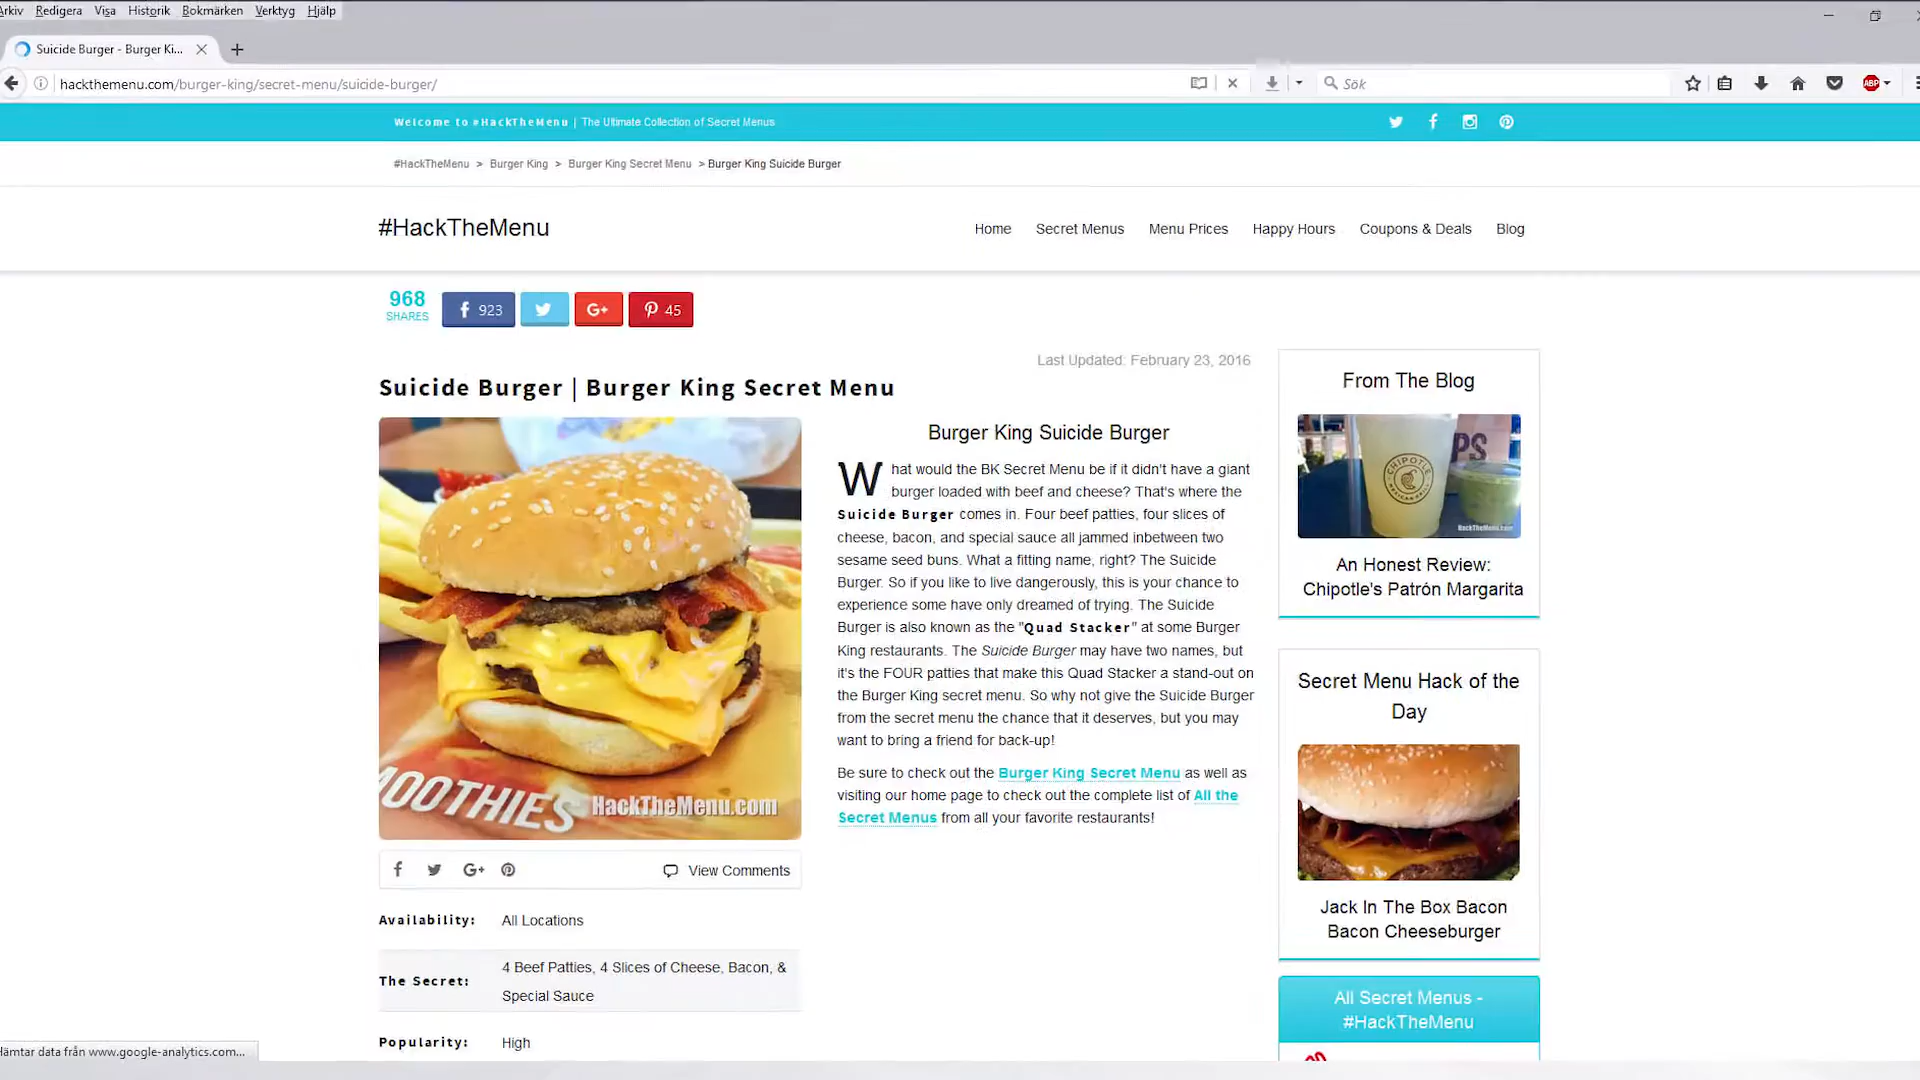 Arkiv Redigera Visa Historik Bokmärken Verktyg Hjälp
Suicide Burger - Burger Ki...
hackthemenu.com/burger-king/secret-menu/suicide-burger/
Sök
ABP
Welcome to #HackTheMenu | The Ultimate Collection of Secret Menus
#HackTheMenu > Burger King > Burger King Secret Menu > Burger King Suicide Burger
#HackTheMenu
Home Secret Menus Menu Prices Happy Hours Coupons & Deals Blog
968
SHARES
923
G+
45
Last Updated: February 23, 2016
Suicide Burger | Burger King Secret Menu
OOTHIES
HackTheMenu.com
Burger King Suicide Burger
What would the BK Secret Menu be if it didn't have a giant
burger loaded with beef and cheese? That's where the
Suicide Burger comes in. Four beef patties, four slices of
cheese, bacon, and special sauce all jammed inbetween two
sesame seed buns. What a fitting name, right? The Suicide
Burger. So if you like to live dangerously, this is your chance to
experience some have only dreamed of trying. The Suicide
Burger is also known as the "Quad Stacker" at some Burger
King restaurants. The Suicide Burger may have two names, but
it's the FOUR patties that make this Quad Stacker a stand-out on
the Burger King secret menu. So why not give the Suicide Burger
from the secret menu the chance that it deserves, but you may
want to bring a friend for back-up!
Be sure to check out the Burger King Secret Menu as well as
visiting our home page to check out the complete list of All the
Secret Menus from all your favorite restaurants!
G+
View Comments
Availability: All Locations
The Secret: 4 Beef Patties, 4 Slices of Cheese, Bacon, &
Special Sauce
Popularity: High
From The Blog
CHIPOTLE
MEXICAN GRILL
PS
HackTheMenu.com
An Honest Review:
Chipotle's Patrón Margarita
Secret Menu Hack of the
Day
Jack In The Box Bacon
Bacon Cheeseburger
All Secret Menus -
#HackTheMenu
Hämtar data från www.google-analytics.com...